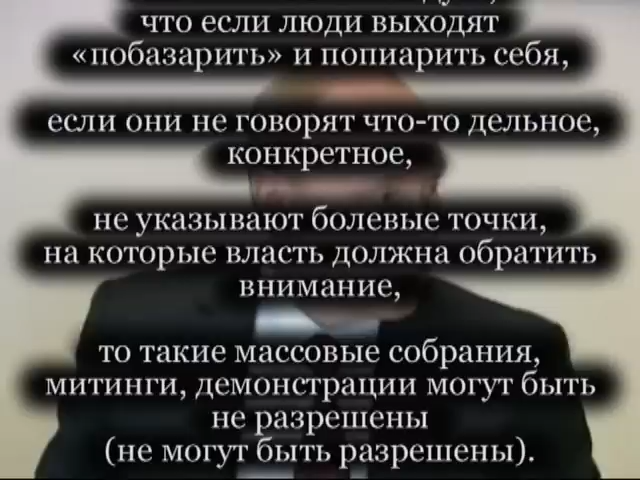 что если люди выходят
«побазарить» и попиарить себя,
если они не говорят что-то дельное,
конкретное,
не указывают болевые точки,
на которые власть должна обратить
внимание,
то такие массовые собрания,
митинги, демонстрации могут быть
не разрешены
(не могут быть разрешены).